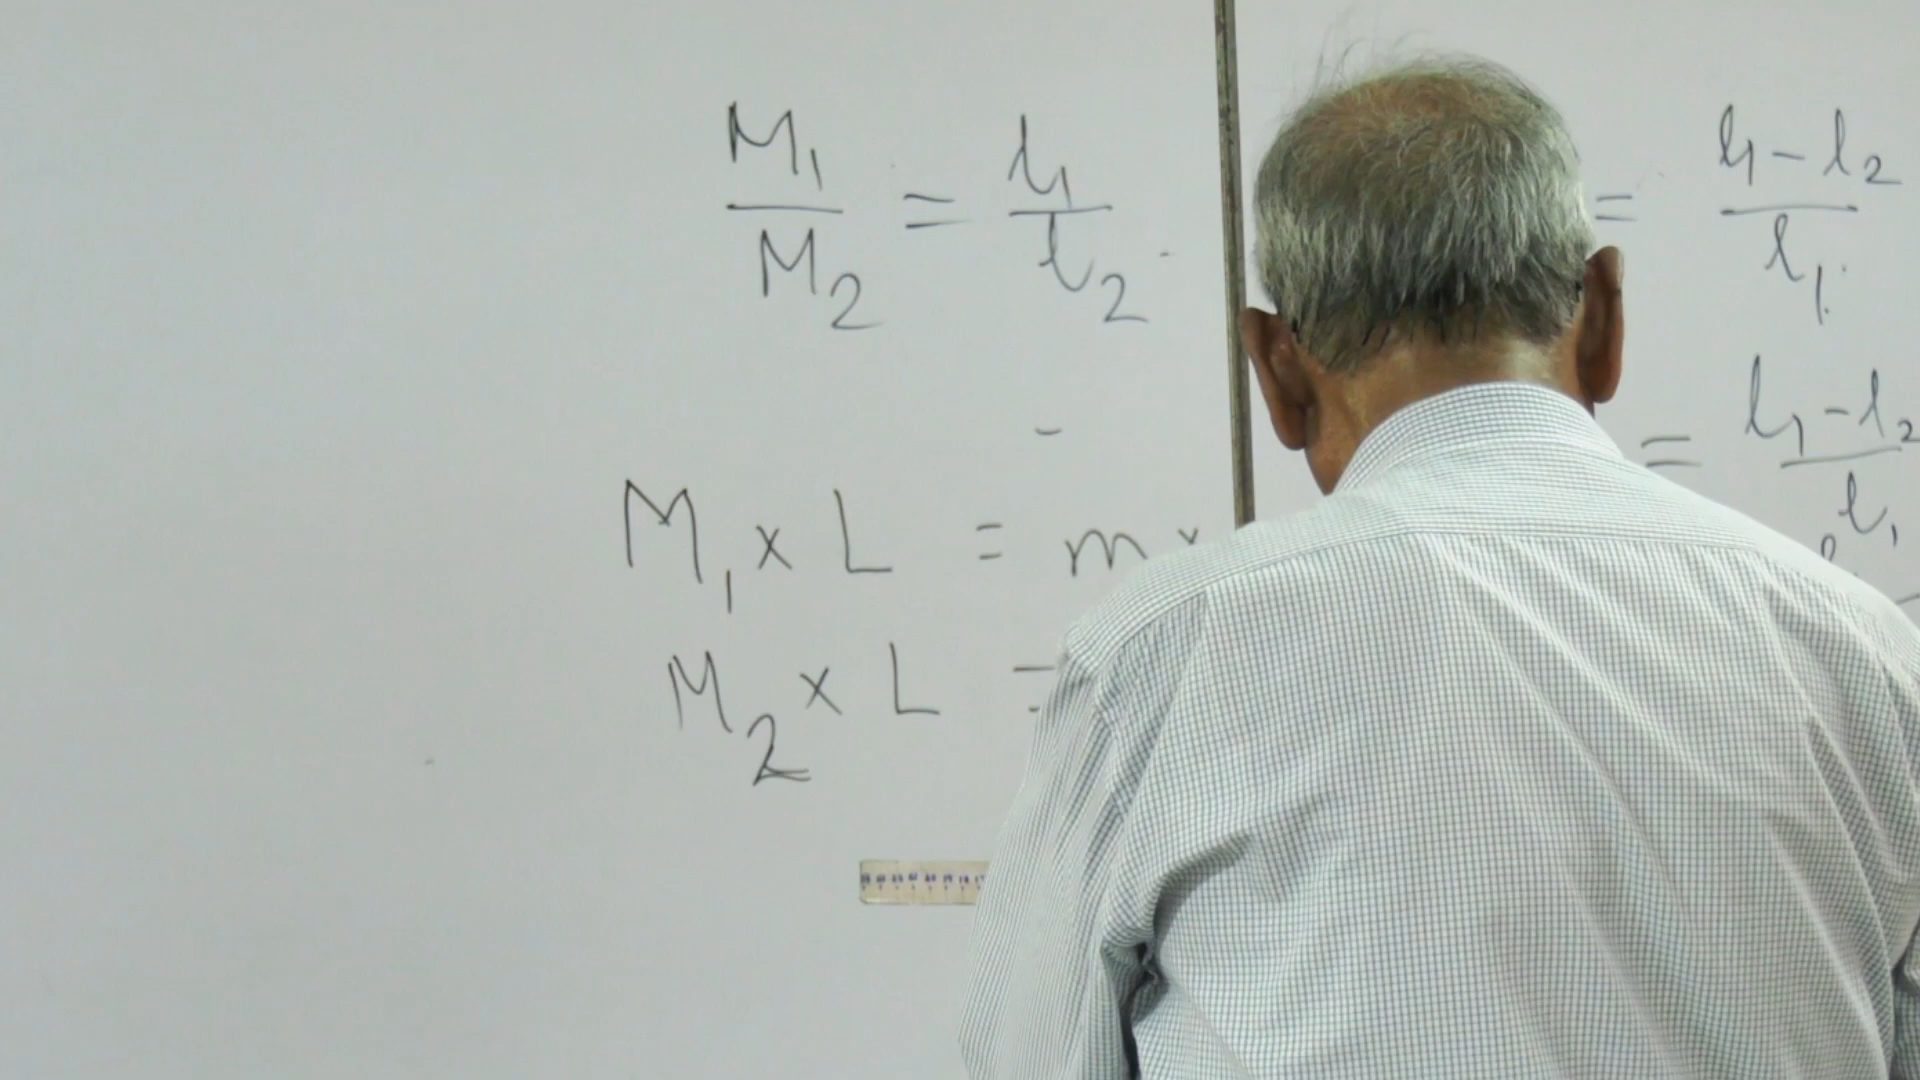 M₁/M₂ = l₁/l₂
= l₁ - l₂ / l₁
= l₁ - l₂ / l₁
M₁ x L = m x
M₂ x L =